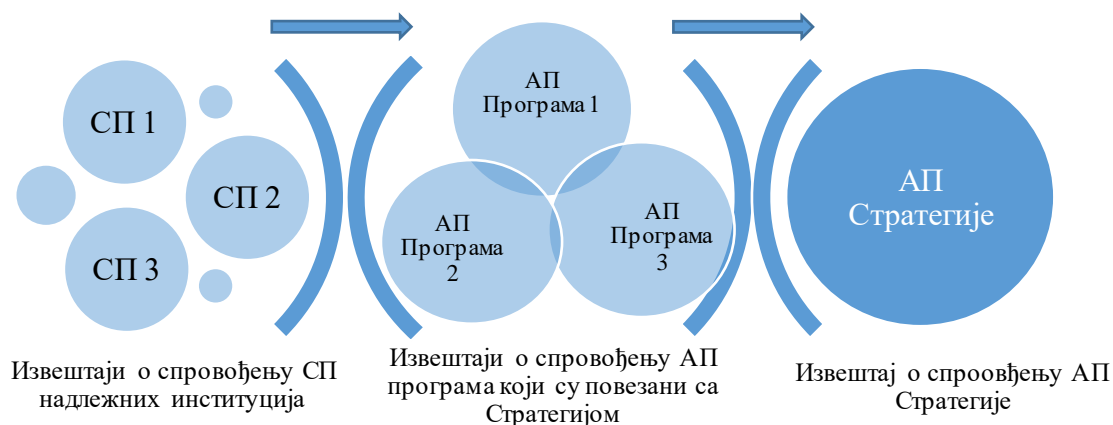 СП 1
СП 2
СП 3
АП
Програма 1
АП
Програма
2
АП
Програма
3
АП
Стратегије
Извештаји о спровођењу СП
надлежних институција
Извештаји о спровођењу АП
програма који су повезани са
Стратегијом
Извештај о спроовђењу АП
Стратегије